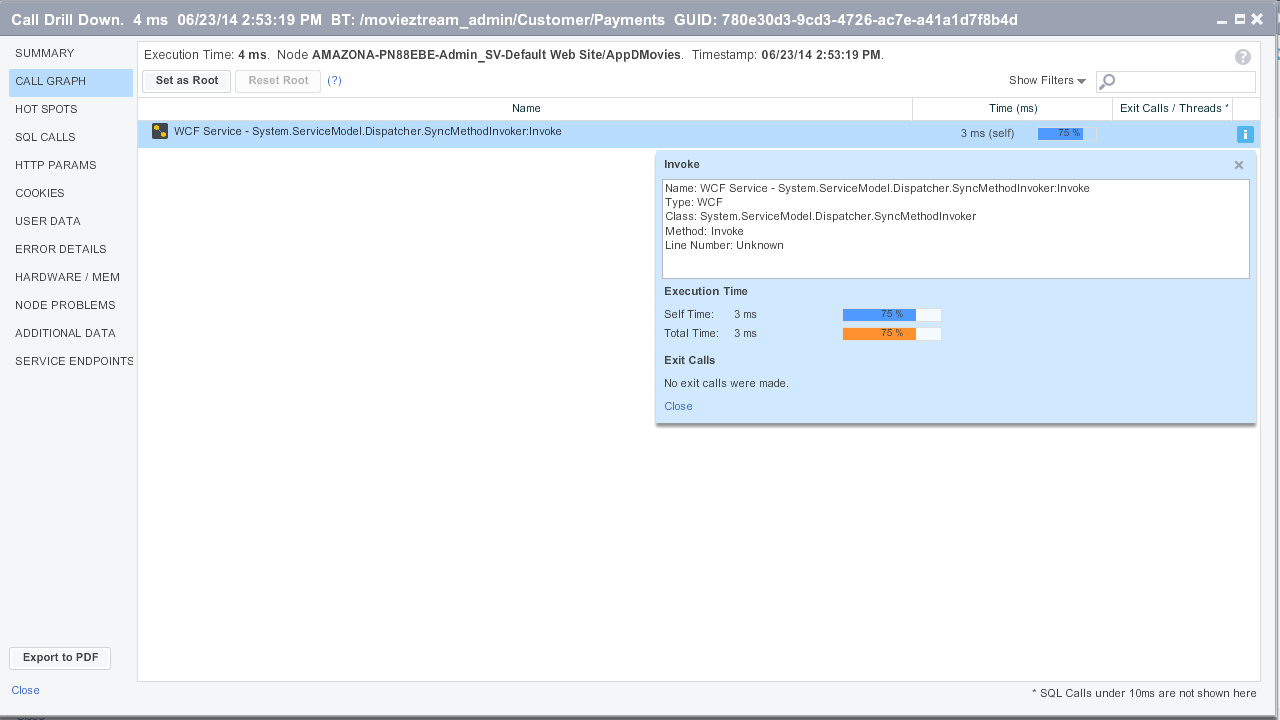 Call Drill Down. 4 ms 06/23/14 2:53:19 PM BT: /movieztream_admin/Customer/Payments GUID: 780e30d3-9cd3-4726-ac7e-a41a1d7f8b4d
SUMMARY
CALL GRAPH
HOT SPOTS
SQL CALLS
HTTP PARAMS
COOKIES
USER DATA
ERROR DETAILS
HARDWARE / MEM
NODE PROBLEMS
ADDITIONAL DATA
SERVICE ENDPOINTS
Export to PDF
Close
Execution Time: 4 ms. Node AMAZONA-PN88EBE-Admin_SV-Default Web Site/AppDMovies. Timestamp: 06/23/14 2:53:19 PM.
?
Set as Root Reset Root (?) Show Filters
Name Time (ms) Exit Calls / Threads *
WCF Service - System.ServiceModel.Dispatcher.SyncMethodInvoker:Invoke 3 ms (self) 75 % i
Invoke
Name: WCF Service - System.ServiceModel.Dispatcher.SyncMethodInvoker:Invoke
Type: WCF
Class: System.ServiceModel.Dispatcher.SyncMethodInvoker
Method: Invoke
Line Number: Unknown
Execution Time
Self Time: 3 ms 75 %
Total Time: 3 ms 75 %
Exit Calls
No exit calls were made.
Close
* SQL Calls under 10ms are not shown here